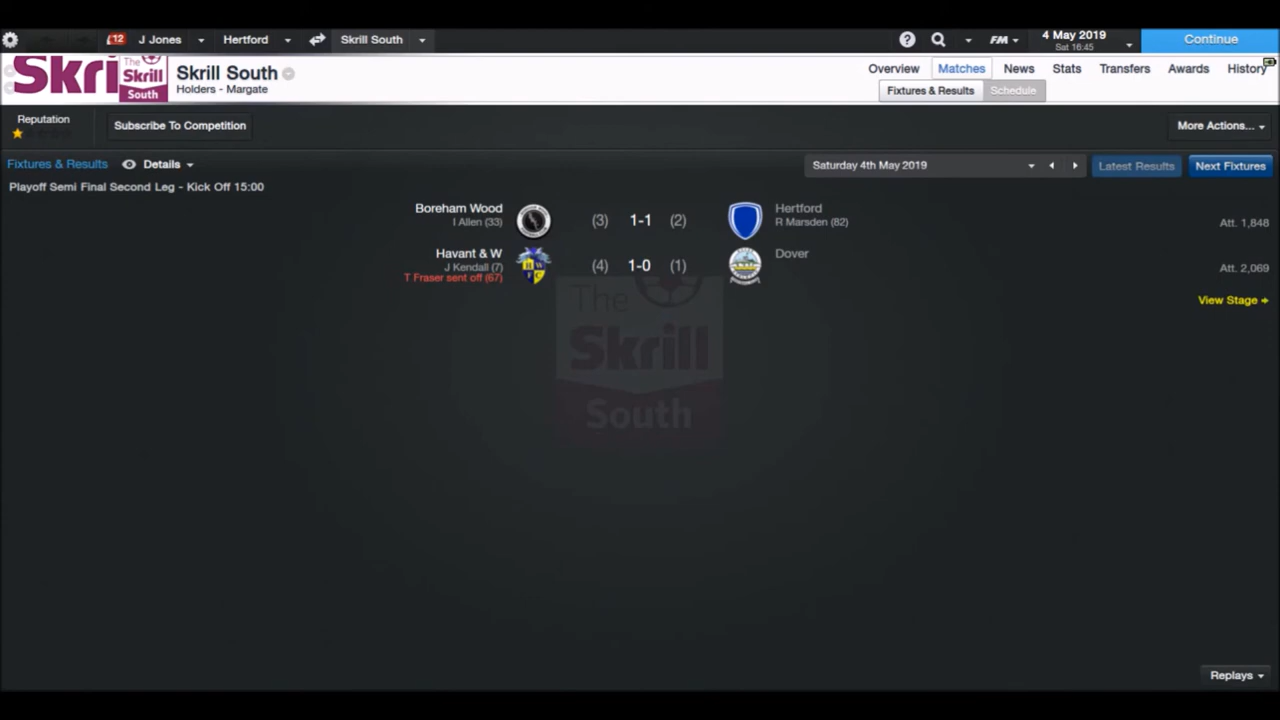 12 J Jones Hertford Skrill South FM 4 May 2019 Continue
Sat 16:45
Skri The Skrill South Skrill South
Holders - Margate
Overview Matches News Stats Transfers Awards History
Fixtures & Results Schedule
Reputation
Subscribe To Competition More Actions...
Fixtures & Results Details Saturday 4th May 2019 Latest Results Next Fixtures
Playoff Semi Final Second Leg - Kick Off 15:00
Boreham Wood (3) 1-1 (2) Hertford
I Allen (33) R Marsden (82) Att. 1,848
Havant & W (4) 1-0 (1) Dover
J Kendall (7) Att. 2,069
T Fraser sent off (67)
View Stage
The
Skrill
South
Replays